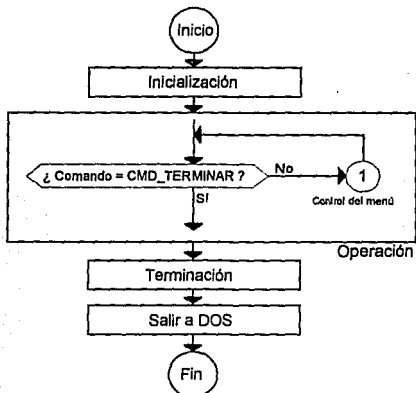 Inicio
Inicialización
¿ Comando = CMD_TERMINAR ?
No
1
Control del menú
SÍ
Operación
Terminación
Salir a DOS
Fin